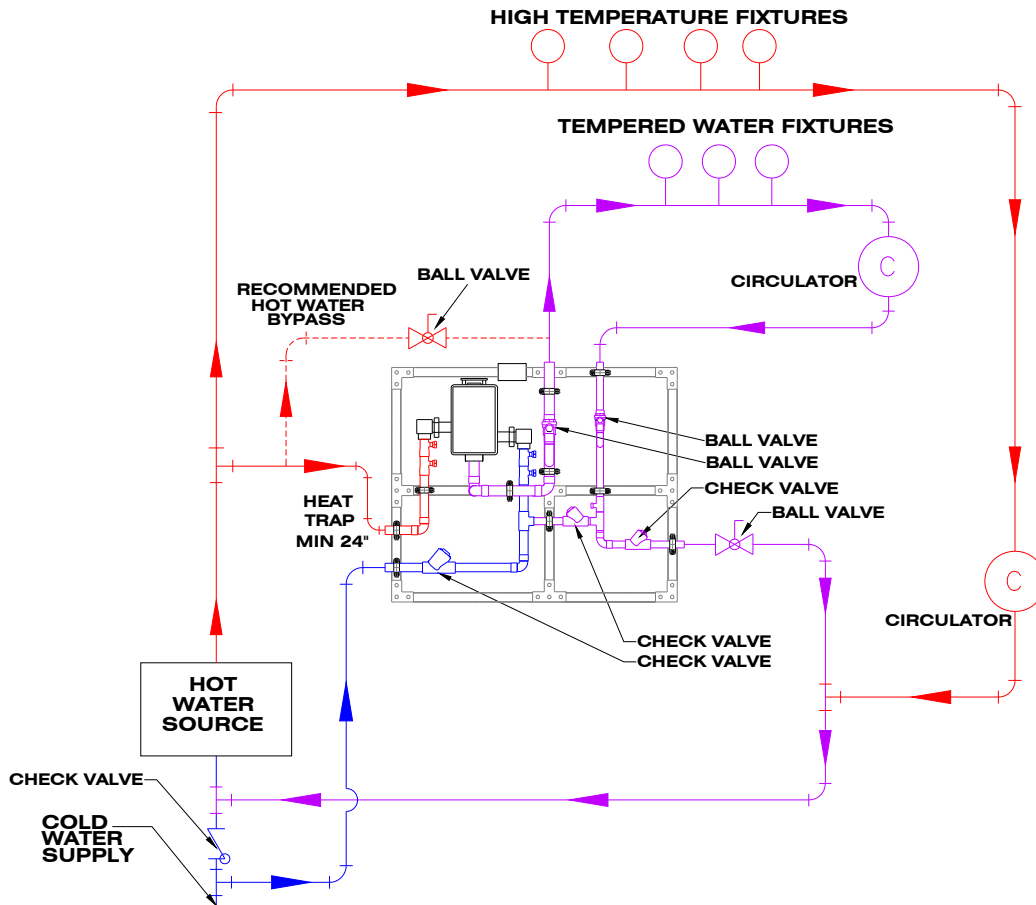 HIGH TEMPERATURE FIXTURES
TEMPERED WATER FIXTURES
C
CIRCULATOR
BALL VALVE
RECOMMENDED
HOT WATER
BYPASS
BALL VALVE
BALL VALVE
CHECK VALVE
BALL VALVE
HEAT
TRAP
MIN 24"
C
CIRCULATOR
CHECK VALVE
CHECK VALVE
HOT
WATER
SOURCE
CHECK VALVE
COLD
WATER
SUPPLY